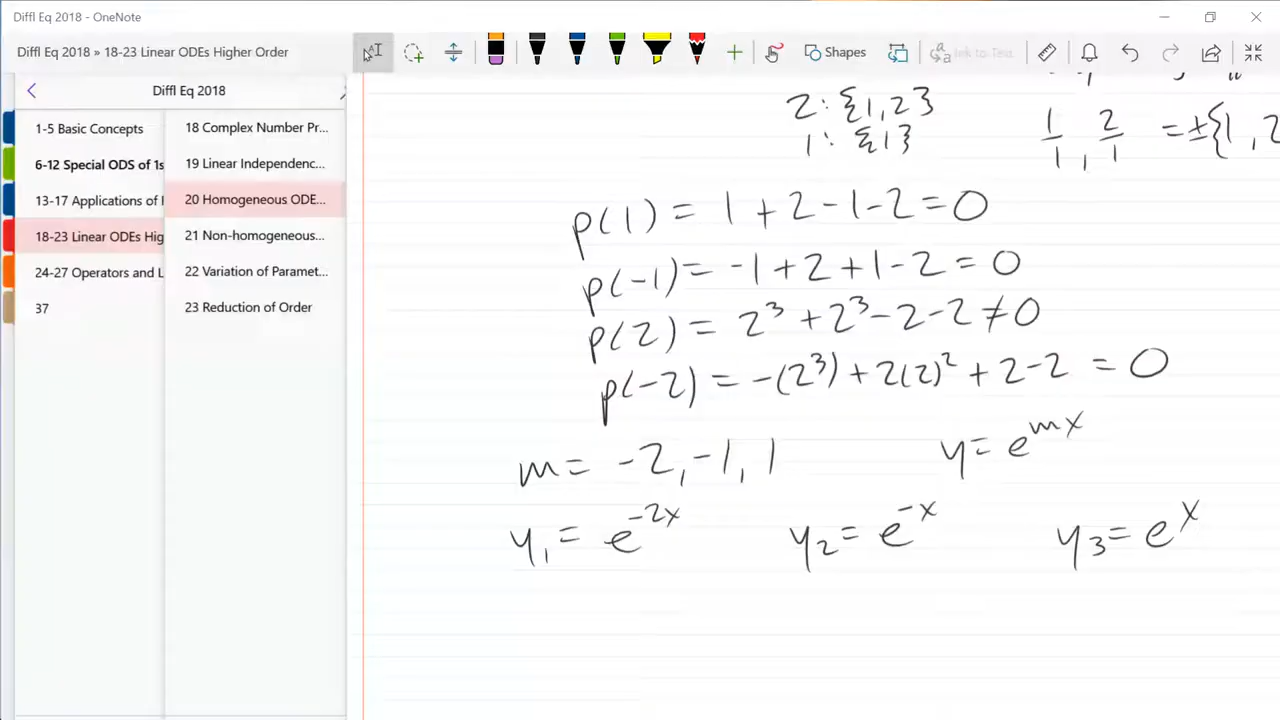 Diffl Eq 2018 - OneNote
Diffl Eq 2018 » 18-23 Linear ODEs Higher Order
Shapes
Ink to Text
Diffl Eq 2018
1-5 Basic Concepts
6-12 Special ODS of 1s
13-17 Applications of
18-23 Linear ODEs Hig
24-27 Operators and L
37
18 Complex Number Pr...
19 Linear Independenc...
20 Homogeneous ODE...
21 Non-homogeneous...
22 Variation of Paramet...
23 Reduction of Order
2: {1,2}
1: {1}
1/1, 2/1 = ±{1, 2
p(1) = 1 + 2 - 1 - 2 = 0
p(-1) = -1 + 2 + 1 - 2 = 0
p(2) = 2³ + 2³ - 2 - 2 ≠ 0
p(-2) = -(2³) + 2(2)² + 2 - 2 = 0
m = -2, -1, 1 y = e^{mx}
y₁ = e^{-2x} y₂ = e^{-x} y₃ = e^{x}